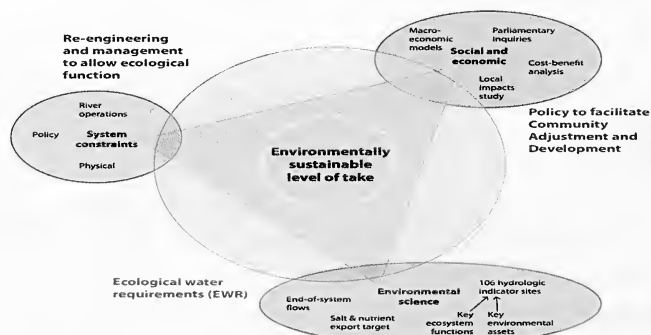 Re-engineering
and management
to allow ecological
function
Macro-
economic
models
Parliamentary
inquiries
Social and
economic
Cost-benefit
analysis
Local
impacts
study
Policy to facilitate
Community
Adjustment and
Development
River
operations
Policy
System
constraints
Physical
Environmentally
sustainable
level of take
Ecological water
requirements (EWR)
Environmental
science
106 hydrologic
indicator sites
End-of-system
flows
Salt & nutrient
export target
Key
ecosystem
functions
Key
environmental
assets